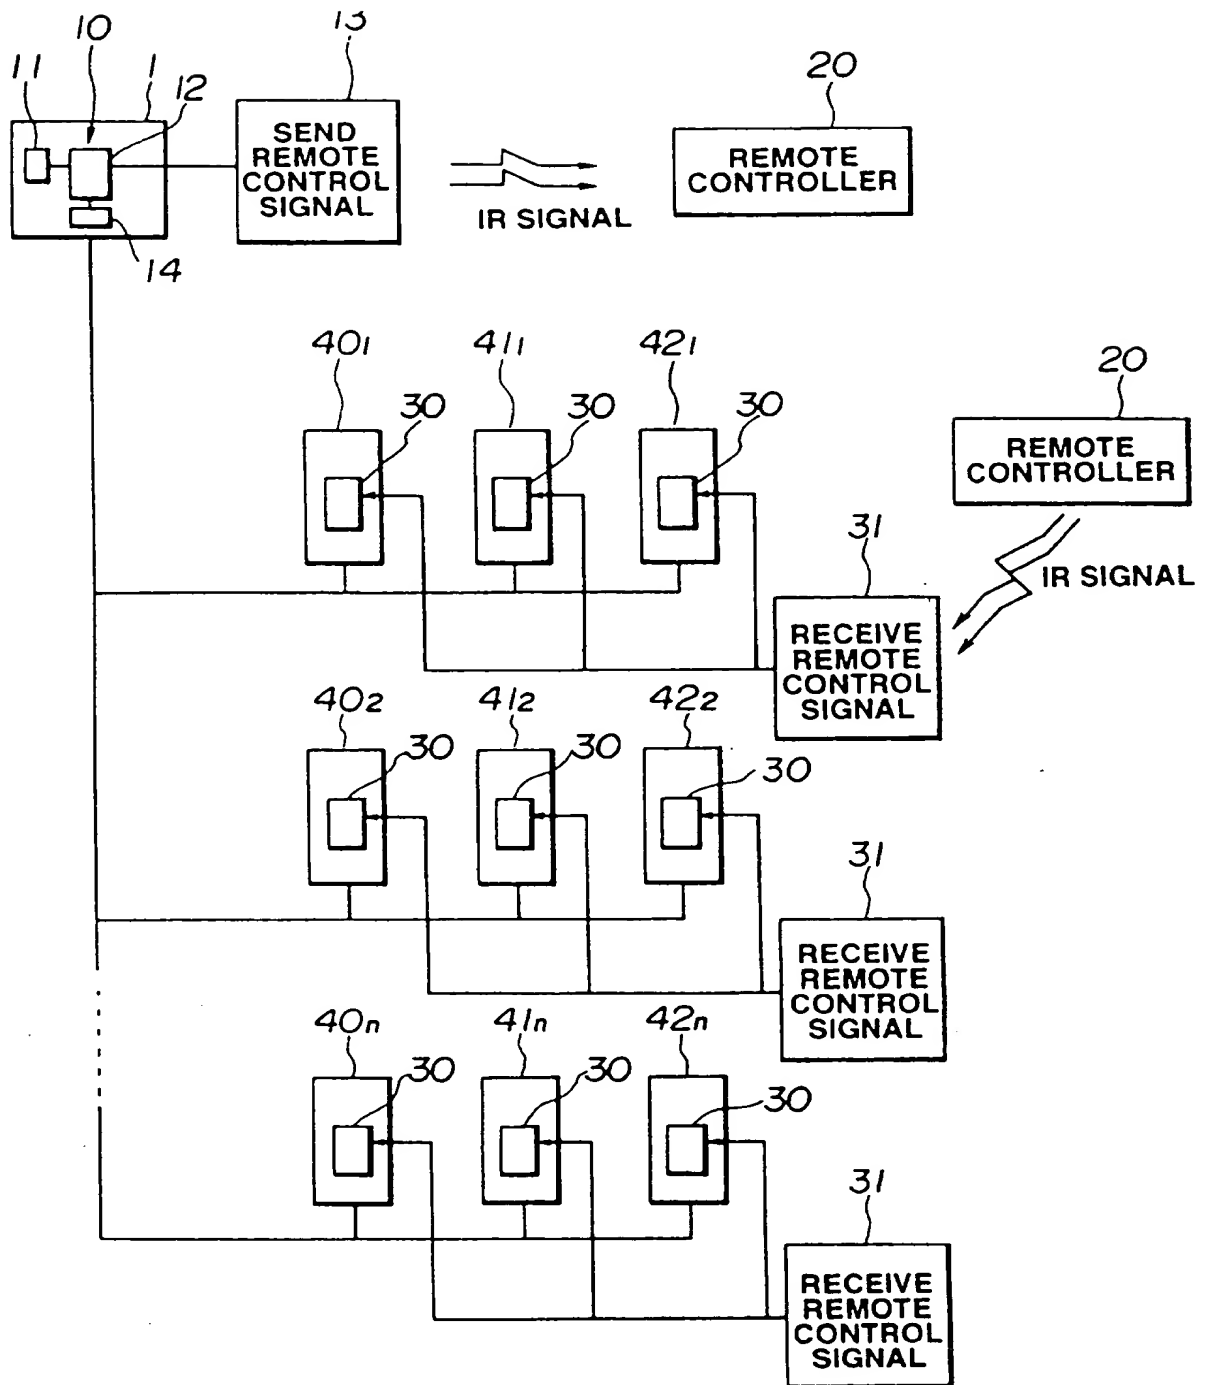 13
10
11
1
12
20
SEND
REMOTE
CONTROL
SIGNAL
REMOTE
CONTROLLER
IR SIGNAL
14
401
411
421
20
30
30
30
REMOTE
CONTROLLER
31
IR SIGNAL
RECEIVE
REMOTE
CONTROL
SIGNAL
402
412
422
30
30
30
31
RECEIVE
REMOTE
CONTROL
SIGNAL
40n
41n
42n
30
30
30
31
RECEIVE
REMOTE
CONTROL
SIGNAL